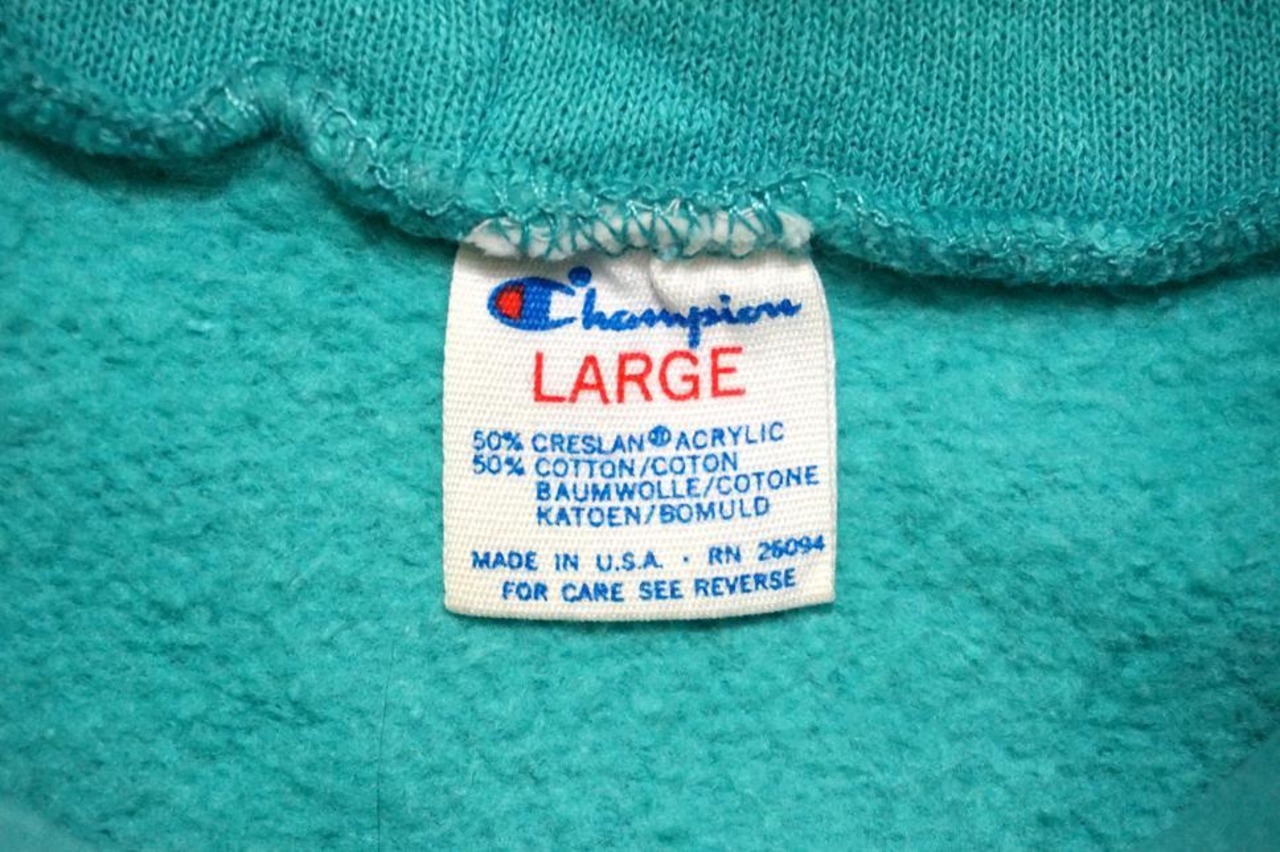 Champion
LARGE
50% CRESLAN® ACRYLIC
50% COTTON/COTON
BAUMWOLLE/COTONE
KATOEN/BOMULD
MADE IN U.S.A. · RN 26094
FOR CARE SEE REVERSE